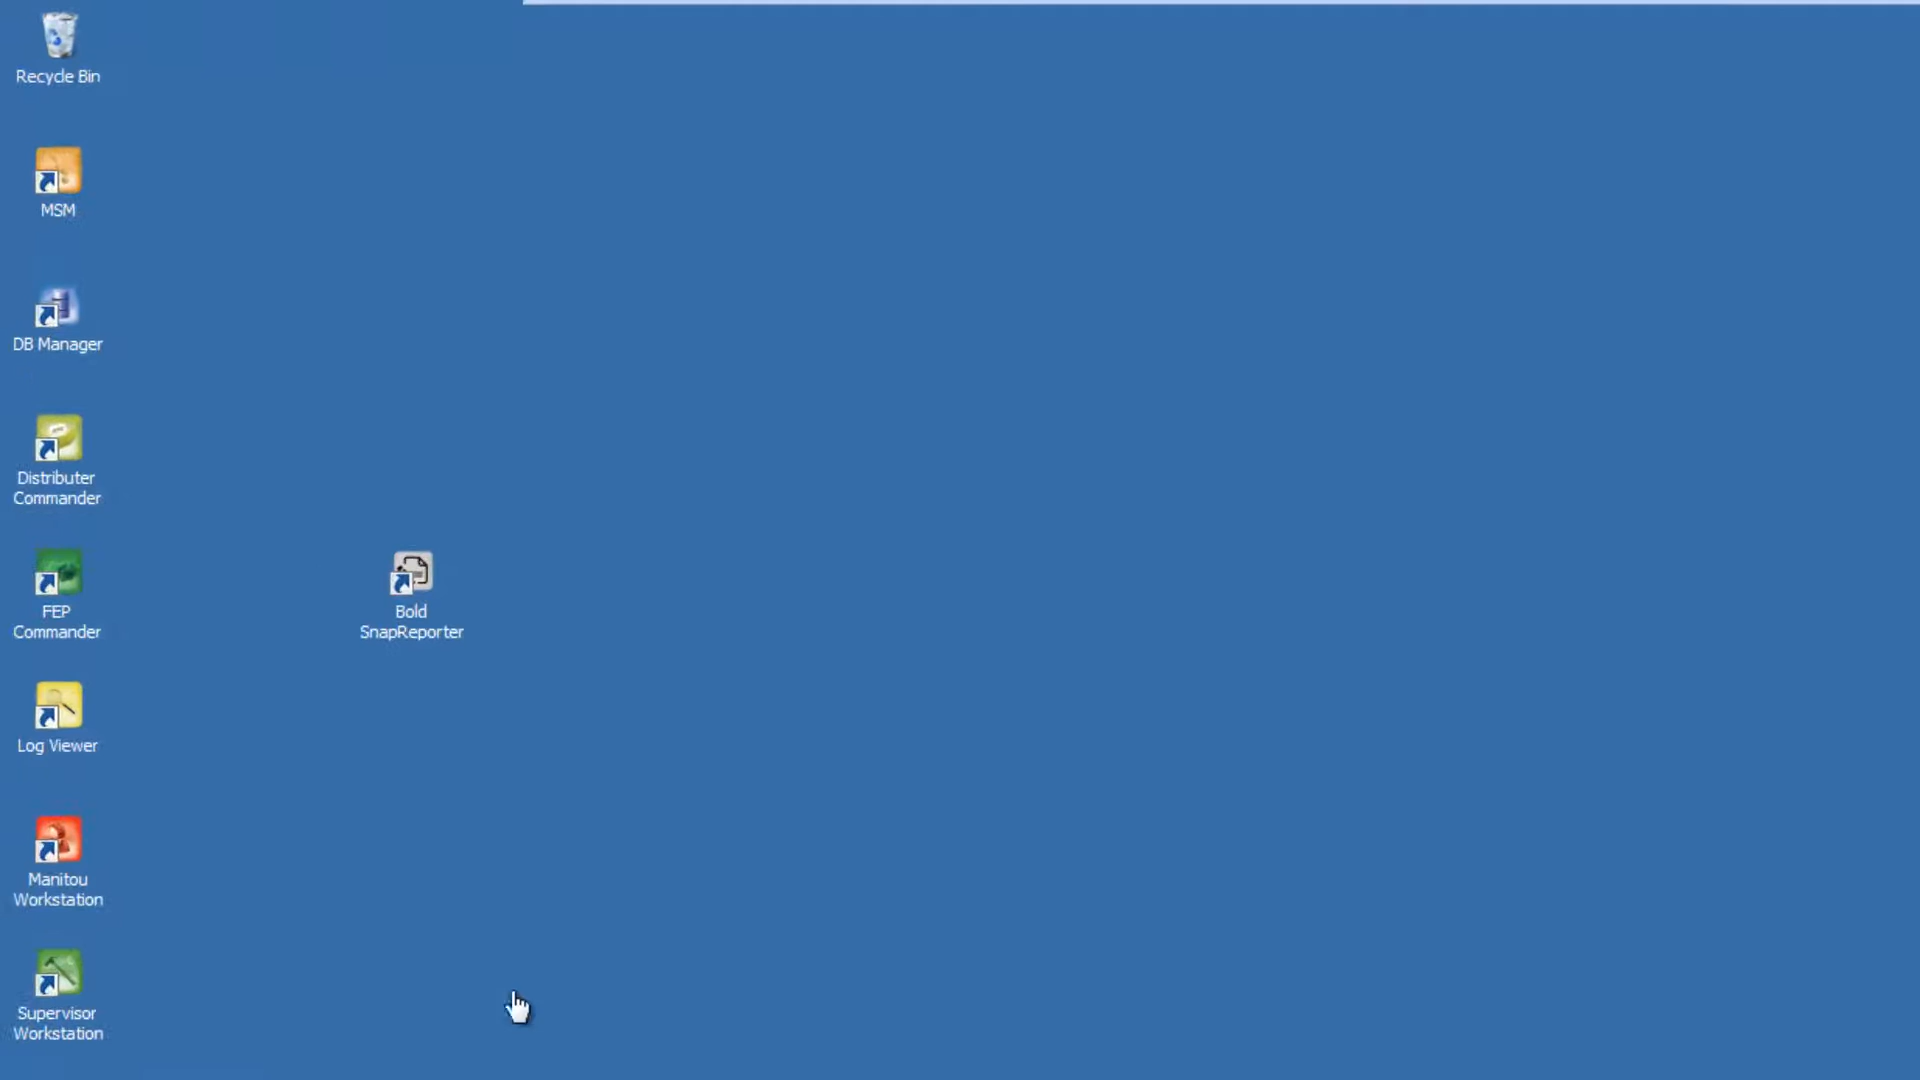 Recycle Bin
MSM
DB Manager
Distributer
Commander
FEP
Commander
Bold
SnapReporter
Log Viewer
Manitou
Workstation
Supervisor
Workstation